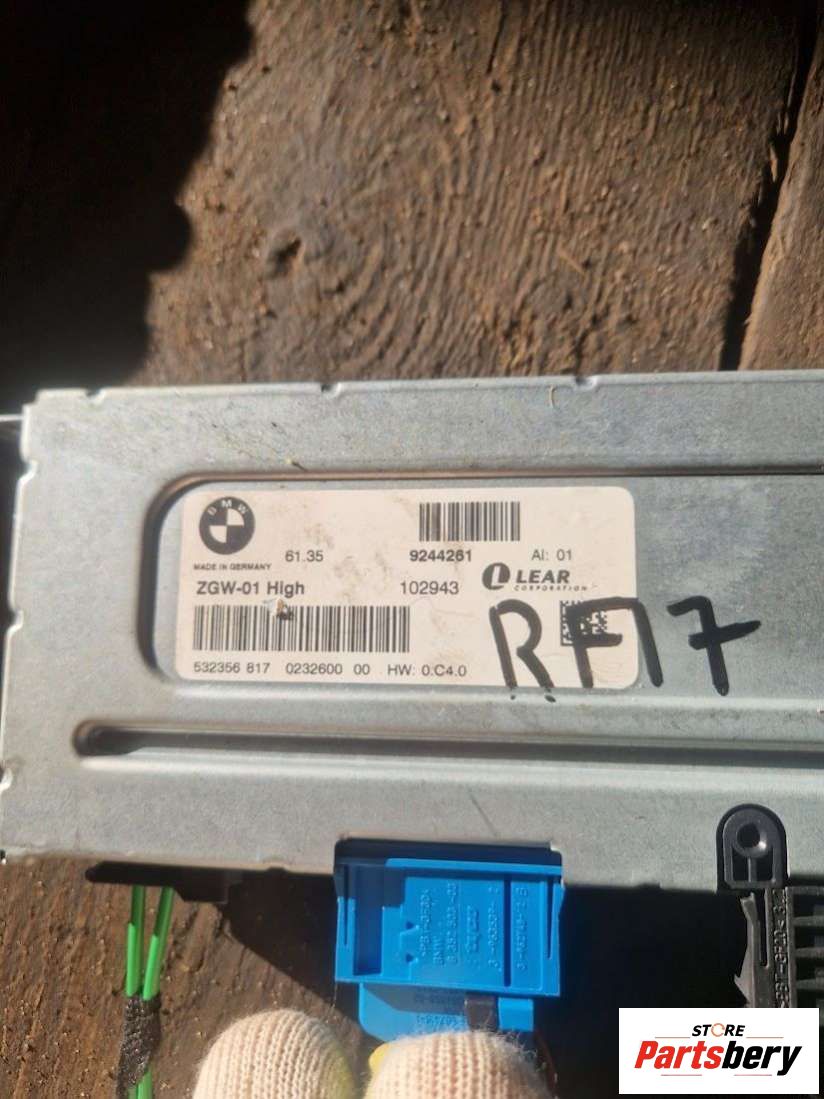 BMW
MADE IN GERMANY
61.35
9244261
AI: 01
ZGW-01 High
102943
LEAR
CORPORATION
532356 817 0232600 00 HW: 0.C4.0
RF17
STORE
Partsbery